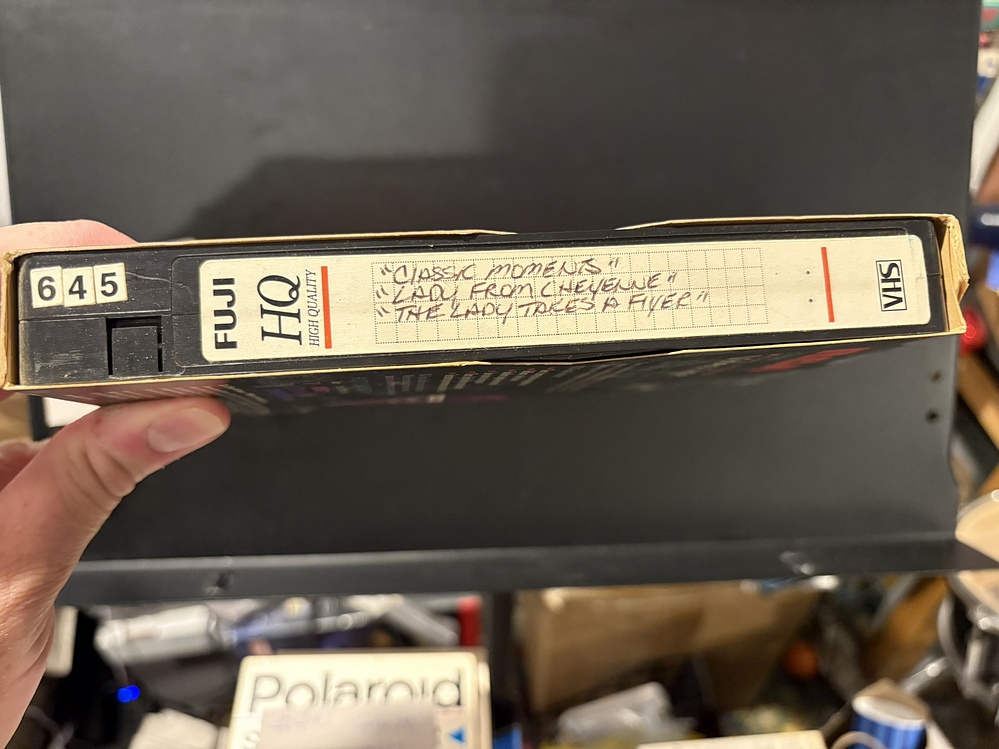 645
FUJI
HQ
HIGH QUALITY
"CLASSIC MOMENTS"
"LADY FROM CHEYENNE"
"THE LADY TAKES A FLYER"
VHS
Polaroid